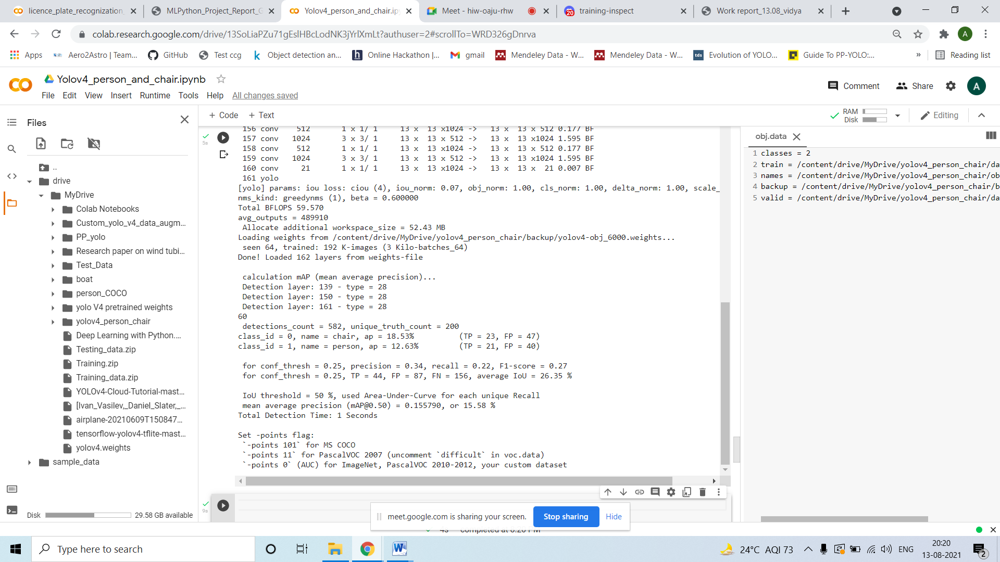 licence_plate_recognization_
MLPython_Project_Report_G
Yolov4_person_and_chair.ip
Meet - hiw-oaju-rhw
20
training-inspect
Work report_13.08_vidya
colab.research.google.com/drive/13SoLiaPZu71gEslHBcLodNK3jYrlXmLt?authuser=2#scrollTo=WRD326gDnrva
A
Apps
Aero2Astro | Team...
GitHub
Test ccg
k
Object detection an...
h
Online Hackathon |...
gmail
Mendeley Data - W...
Mendeley Data - W...
tds
Evolution of YOLO...
Guide To PP-YOLO:...
»
Reading list
Yolov4_person_and_chair.ipynb
File Edit View Insert Runtime Tools Help All changes saved
Comment
Share
A
Files
+ Code + Text
RAM
Disk
Editing
..
drive
MyDrive
Colab Notebooks
Custom_yolo_v4_data_augm...
PP_yolo
Research paper on wind tubi...
Test_Data
boat
person_COCO
yolo V4 pretrained weights
yolov4_person_chair
Deep Learning with Python....
Testing_data.zip
Training.zip
Training_data.zip
YOLOv4-Cloud-Tutorial-mast...
[Ivan_Vasilev,_Daniel_Slater,_...
airplane-20210609T150847...
tensorflow-yolov4-tflite-mast...
yolov4.weights
sample_data
Disk
29.58 GB available
5s
156 conv 512 1 x 1/ 1 13 x 13 x1024 -> 13 x 13 x 512 0.177 BF
157 conv 1024 3 x 3/ 1 13 x 13 x 512 -> 13 x 13 x1024 1.595 BF
158 conv 512 1 x 1/ 1 13 x 13 x1024 -> 13 x 13 x 512 0.177 BF
159 conv 1024 3 x 3/ 1 13 x 13 x 512 -> 13 x 13 x1024 1.595 BF
160 conv 21 1 x 1/ 1 13 x 13 x1024 -> 13 x 13 x 21 0.007 BF
161 yolo
[yolo] params: iou loss: ciou (4), iou_norm: 0.07, obj_norm: 1.00, cls_norm: 1.00, delta_norm: 1.00, scale_
nms_kind: greedynms (1), beta = 0.600000
Total BFLOPS 59.570
avg_outputs = 489910
Allocate additional workspace_size = 52.43 MB
Loading weights from /content/drive/MyDrive/yolov4_person_chair/backup/yolov4-obj_6000.weights...
seen 64, trained: 192 K-images (3 Kilo-batches_64)
Done! Loaded 162 layers from weights-file
calculation mAP (mean average precision)...
Detection layer: 139 - type = 28
Detection layer: 150 - type = 28
Detection layer: 161 - type = 28
60
detections_count = 582, unique_truth_count = 200
class_id = 0, name = chair, ap = 18.53% (TP = 23, FP = 47)
class_id = 1, name = person, ap = 12.63% (TP = 21, FP = 40)
for conf_thresh = 0.25, precision = 0.34, recall = 0.22, F1-score = 0.27
for conf_thresh = 0.25, TP = 44, FP = 87, FN = 156, average IoU = 26.35 %
IoU threshold = 50 %, used Area-Under-Curve for each unique Recall
mean average precision (mAP@0.50) = 0.155790, or 15.58 %
Total Detection Time: 1 Seconds
Set -points flag:
`-points 101` for MS COCO
`-points 11` for PascalVOC 2007 (uncomment `difficult` in voc.data)
`-points 0` (AUC) for ImageNet, PascalVOC 2010-2012, your custom dataset
9s
obj.data
1 classes = 2
2 train = /content/drive/MyDrive/yolov4_person_chair/da
3 names = /content/drive/MyDrive/yolov4_person_chair/ob
4 backup = /content/drive/MyDrive/yolov4_person_chair/b
5 valid = /content/drive/MyDrive/yolov4_person_chair/da
meet.google.com is sharing your screen.
Stop sharing
Hide
4s completed at 8:20 PM
Type here to search
24°C AQI 73
ENG
20:20
13-08-2021
2